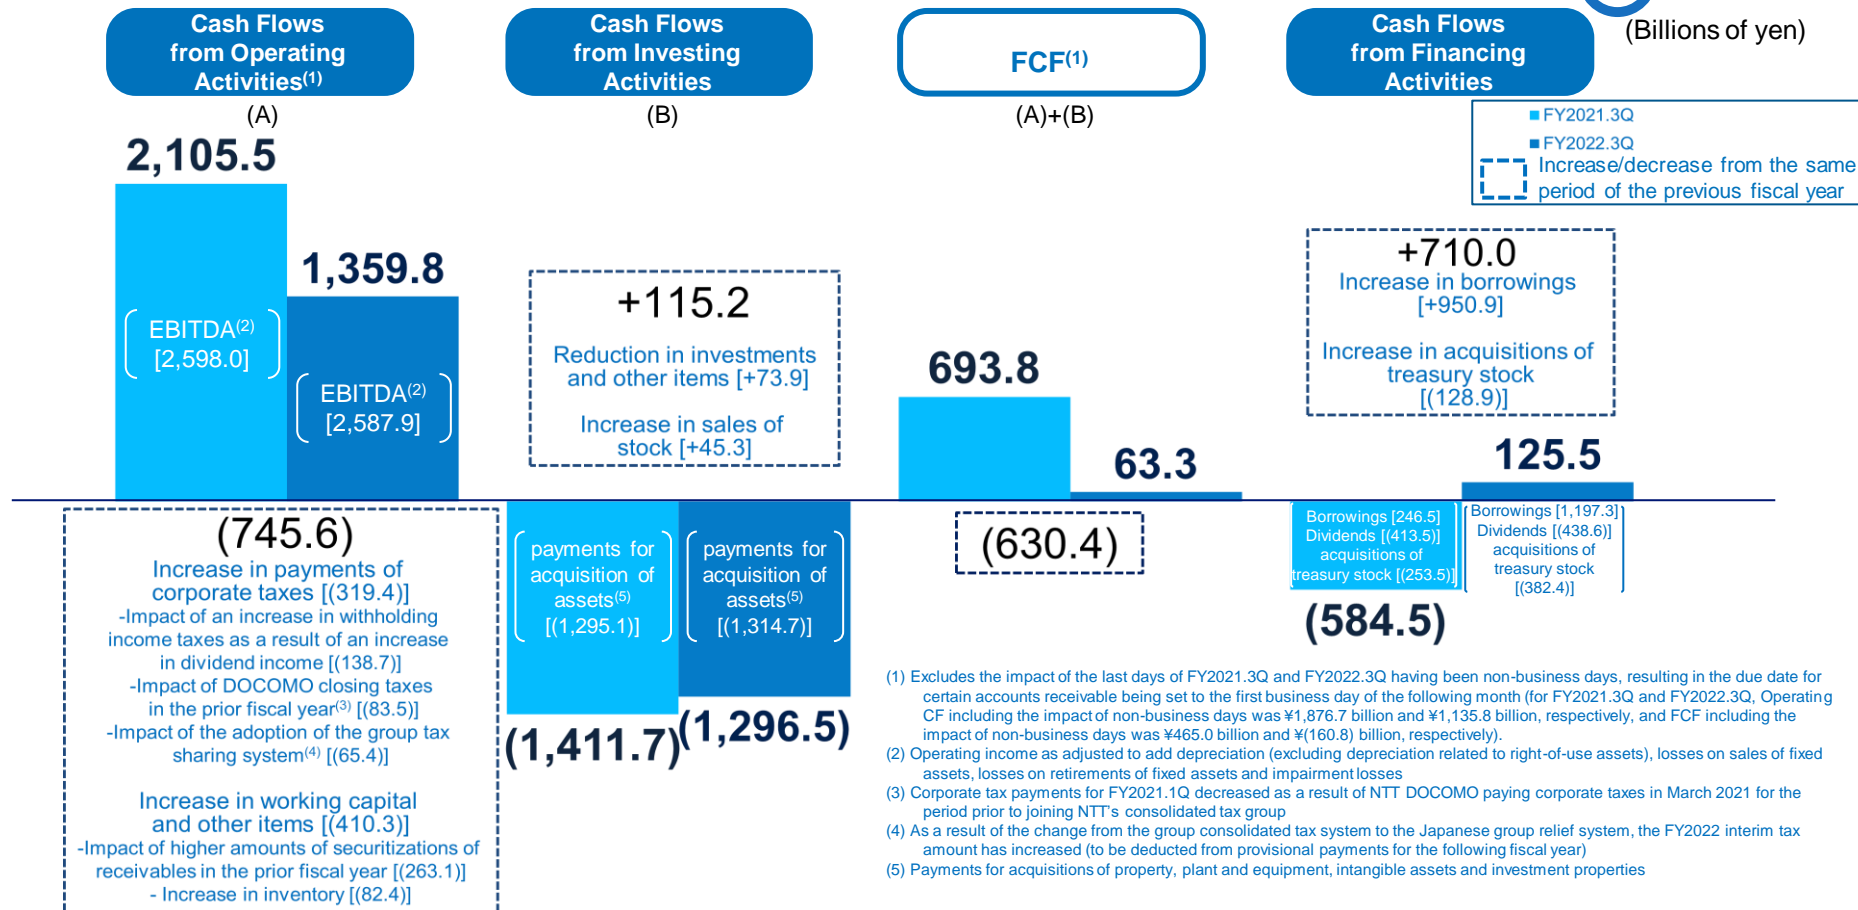 Cash Flows
from Operating
Activities(1)
(A)
Cash Flows
from Investing
Activities
(B)
FCF(1)
(A)+(B)
Cash Flows
from Financing
Activities
(Billions of yen)
FY2021.3Q
FY2022.3Q
Increase/decrease from the same
period of the previous fiscal year
2,105.5
1,359.8
EBITDA(2)
[2,598.0]
EBITDA(2)
[2,587.9]
(745.6)
Increase in payments of
corporate taxes [(319.4)]
-Impact of an increase in withholding
income taxes as a result of an increase
in dividend income [(138.7)]
-Impact of DOCOMO closing taxes
in the prior fiscal year(3) [(83.5)]
-Impact of the adoption of the group tax
sharing system(4) [(65.4)]
Increase in working capital
and other items [(410.3)]
-Impact of higher amounts of securitizations of
receivables in the prior fiscal year [(263.1)]
- Increase in inventory [(82.4)]
+115.2
Reduction in investments
and other items [+73.9]
Increase in sales of
stock [+45.3]
payments for
acquisition of
assets(5)
[(1,295.1)]
payments for
acquisition of
assets(5)
[(1,314.7)]
(1,411.7)
(1,296.5)
693.8
63.3
(630.4)
+710.0
Increase in borrowings
[+950.9]
Increase in acquisitions of
treasury stock
[(128.9)]
125.5
Borrowings [246.5]
Dividends [(413.5)]
acquisitions of
treasury stock [(253.5)]
Borrowings [1,197.3]
Dividends [(438.6)]
acquisitions of
treasury stock
[(382.4)]
(584.5)
(1) Excludes the impact of the last days of FY2021.3Q and FY2022.3Q having been non-business days, resulting in the due date for
certain accounts receivable being set to the first business day of the following month (for FY2021.3Q and FY2022.3Q, Operating
CF including the impact of non-business days was ¥1,876.7 billion and ¥1,135.8 billion, respectively, and FCF including the
impact of non-business days was ¥465.0 billion and ¥(160.8) billion, respectively).
(2) Operating income as adjusted to add depreciation (excluding depreciation related to right-of-use assets), losses on sales of fixed
assets, losses on retirements of fixed assets and impairment losses
(3) Corporate tax payments for FY2021.1Q decreased as a result of NTT DOCOMO paying corporate taxes in March 2021 for the
period prior to joining NTT's consolidated tax group
(4) As a result of the change from the group consolidated tax system to the Japanese group relief system, the FY2022 interim tax
amount has increased (to be deducted from provisional payments for the following fiscal year)
(5) Payments for acquisitions of property, plant and equipment, intangible assets and investment properties